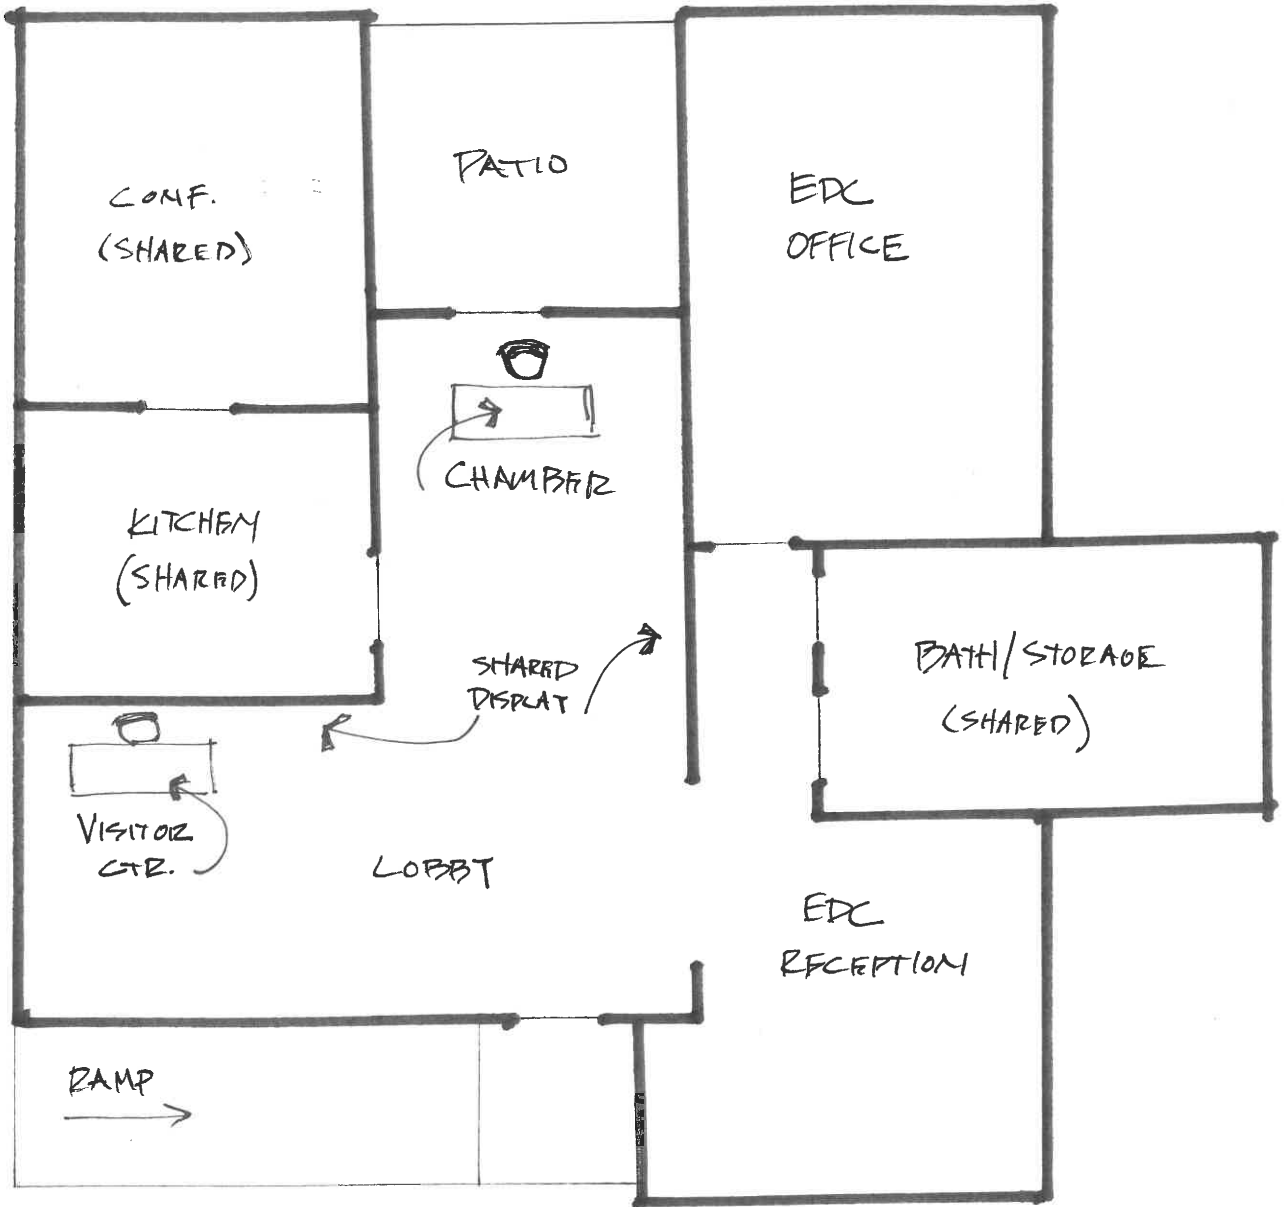 PATIO
CONF.
(SHARED)
EDC
OFFICE
CHAMBER
KITCHEN
(SHARED)
SHARED
DISPLAY
BATH/STORAGE
(SHARED)
VISITOR
CTR.
LOBBY
EDC
RECEPTION
RAMP